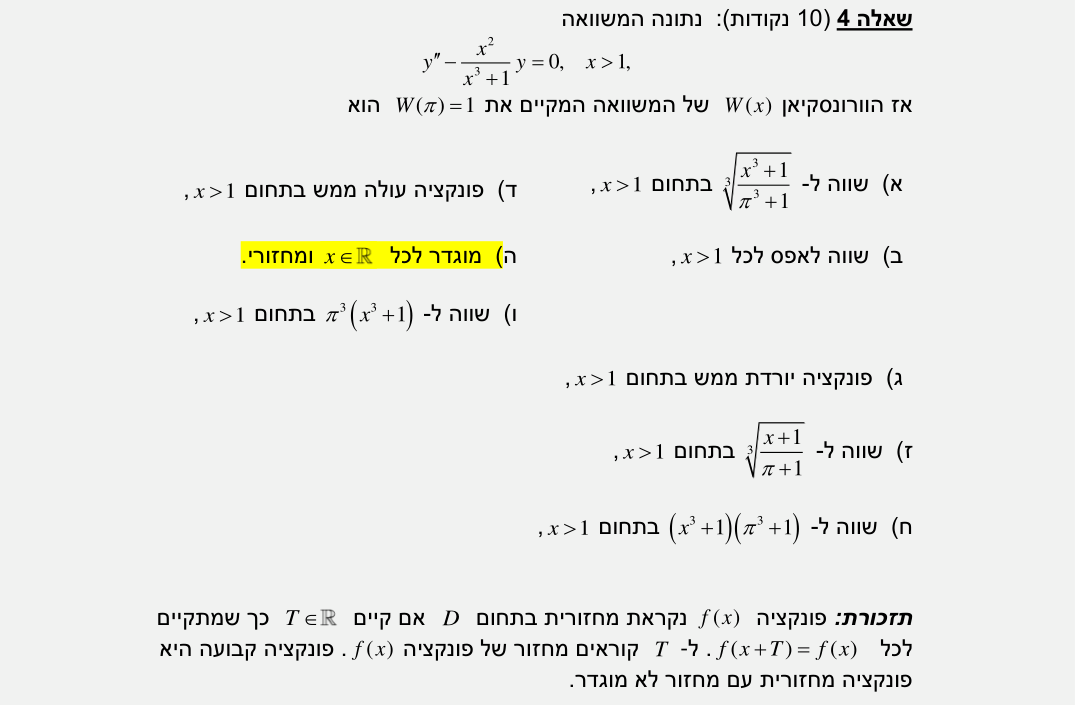 שאלה 4 (10 נקודות): נתונה המשוואה
y″ − x²/(x³+1) y = 0, x > 1,
אז הוורונסקיאן W(x) של המשוואה המקיים את W(π) = 1 הוא
א) שווה ל- ∛((x³+1)/(π³+1)) בתחום x > 1,
ד) פונקציה עולה ממש בתחום x > 1,
ב) שווה לאפס לכל x > 1,
ה) מוגדר לכל x∈ℝ ומחזורי.
ו) שווה ל- π³(x³+1) בתחום x > 1,
ג) פונקציה יורדת ממש בתחום x > 1,
ז) שווה ל- ∛((x+1)/(π+1)) בתחום x > 1,
ח) שווה ל- (x³+1)(π³+1) בתחום x > 1,
תזכורת: פונקציה f(x) נקראת מחזורית בתחום D אם קיים T∈ℝ כך שמתקיים
לכל f(x+T) = f(x). ל- T קוראים מחזור של פונקציה f(x). פונקציה קבועה היא
פונקציה מחזורית עם מחזור לא מוגדר.